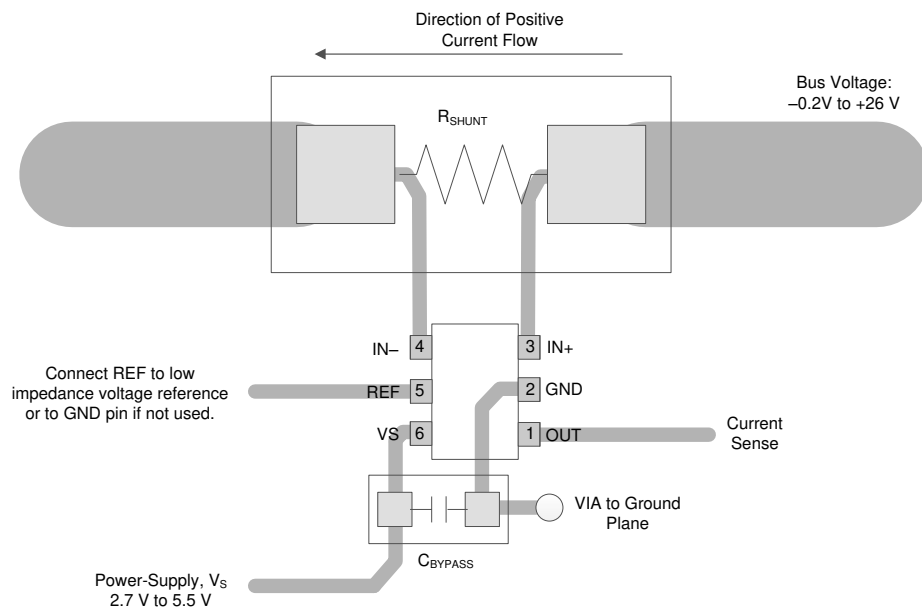 Direction of Positive
Current Flow
Bus Voltage:
–0.2V to +26 V
RSHUNT
IN–
4
3
IN+
Connect REF to low
impedance voltage reference
or to GND pin if not used.
REF
5
2
GND
VS
6
1
OUT
Current
Sense
VIA to Ground
Plane
CBYPASS
Power-Supply, VS
2.7 V to 5.5 V